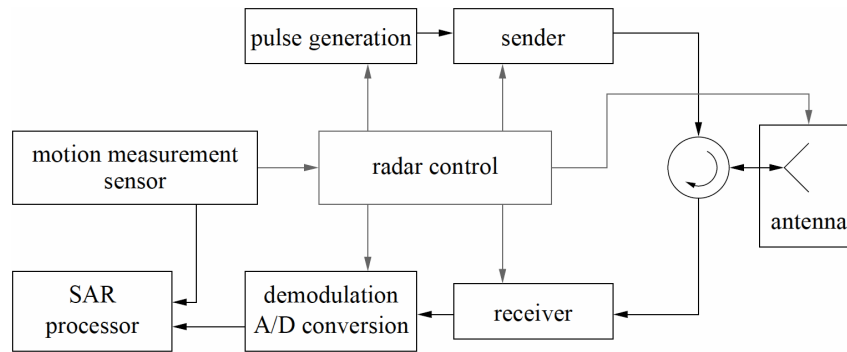 pulse generation
sender
motion measurement
sensor
radar control
antenna
SAR
processor
demodulation
A/D conversion
receiver